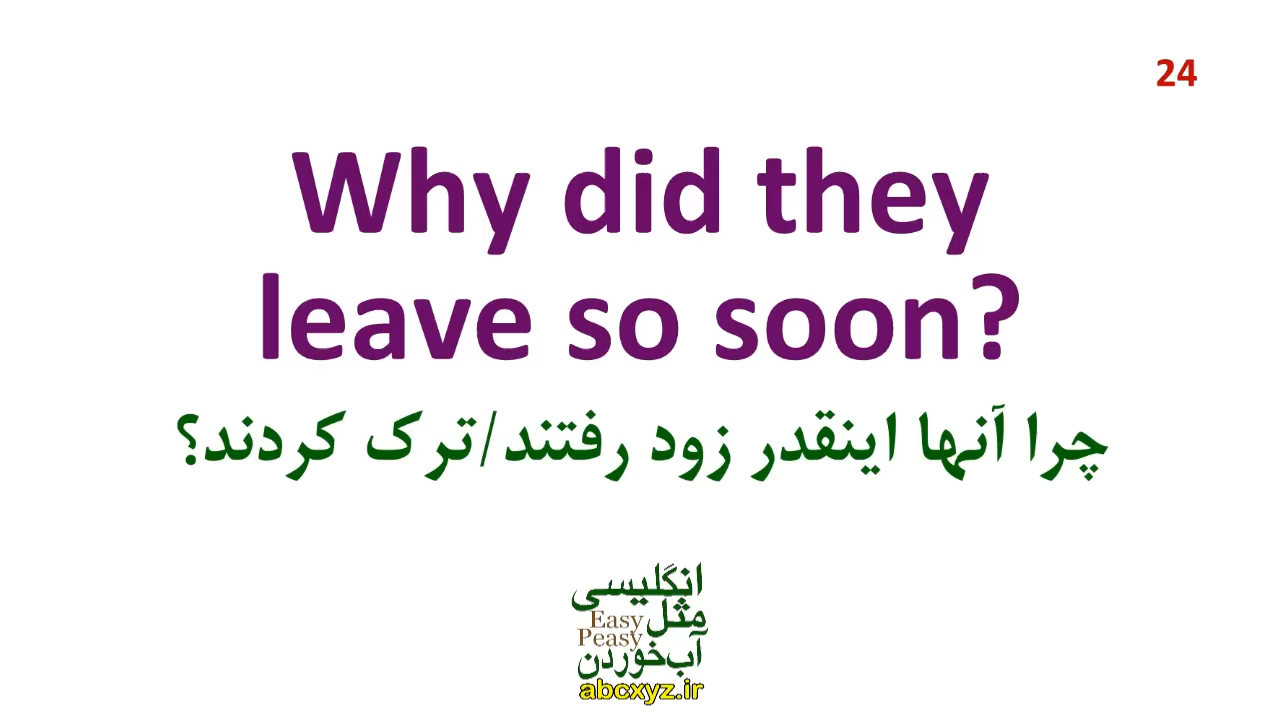 24
Why did they
leave so soon?
چرا آنها اینقدر زود رفتند/ترک کردند؟
انگلیسی
مثل
Easy
Peasy
آب‌خوردن
abcxyz.ir